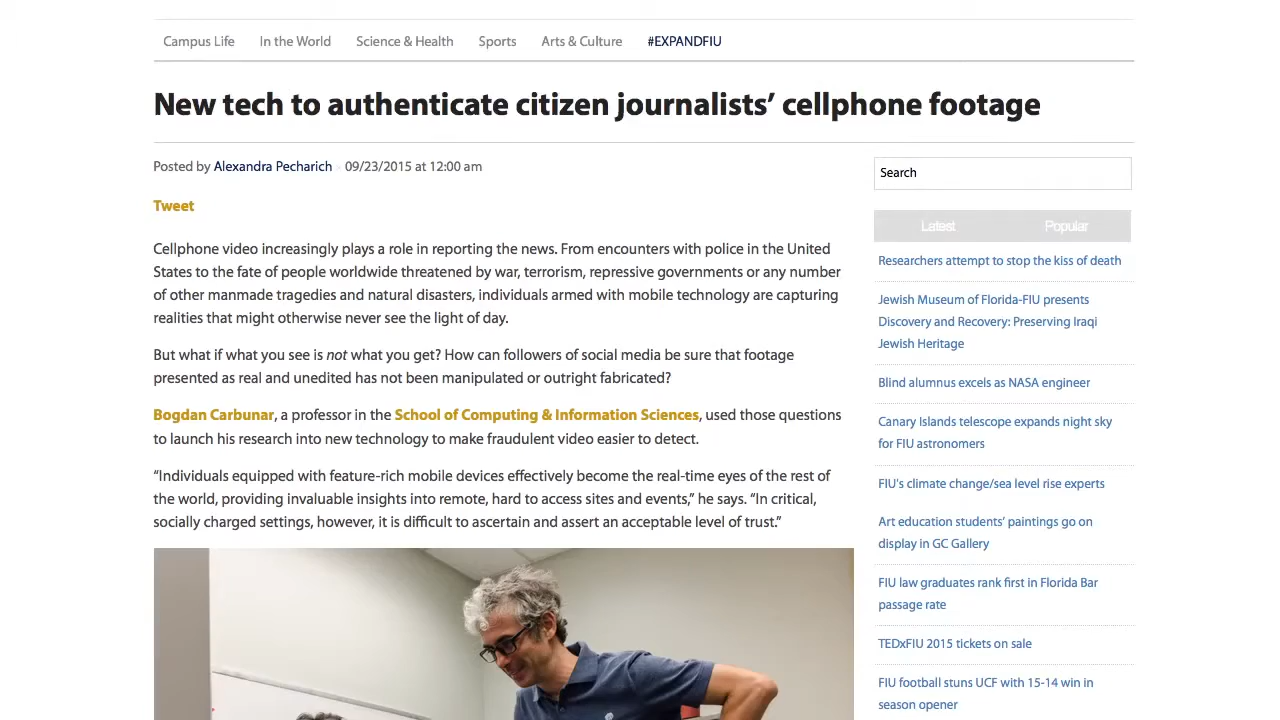 Campus Life In the World Science & Health Sports Arts & Culture #EXPANDFIU
New tech to authenticate citizen journalists’ cellphone footage
Posted by Alexandra Pecharich 09/23/2015 at 12:00 am
Tweet
Cellphone video increasingly plays a role in reporting the news. From encounters with police in the United
States to the fate of people worldwide threatened by war, terrorism, repressive governments or any number
of other manmade tragedies and natural disasters, individuals armed with mobile technology are capturing
realities that might otherwise never see the light of day.
But what if what you see is not what you get? How can followers of social media be sure that footage
presented as real and unedited has not been manipulated or outright fabricated?
Bogdan Carbunar, a professor in the School of Computing & Information Sciences, used those questions
to launch his research into new technology to make fraudulent video easier to detect.
“Individuals equipped with feature-rich mobile devices effectively become the real-time eyes of the rest of
the world, providing invaluable insights into remote, hard to access sites and events,” he says. “In critical,
socially charged settings, however, it is difficult to ascertain and assert an acceptable level of trust.”
Search
Latest Popular
Researchers attempt to stop the kiss of death
Jewish Museum of Florida-FIU presents
Discovery and Recovery: Preserving Iraqi
Jewish Heritage
Blind alumnus excels as NASA engineer
Canary Islands telescope expands night sky
for FIU astronomers
FIU's climate change/sea level rise experts
Art education students’ paintings go on
display in GC Gallery
FIU law graduates rank first in Florida Bar
passage rate
TEDxFIU 2015 tickets on sale
FIU football stuns UCF with 15-14 win in
season opener